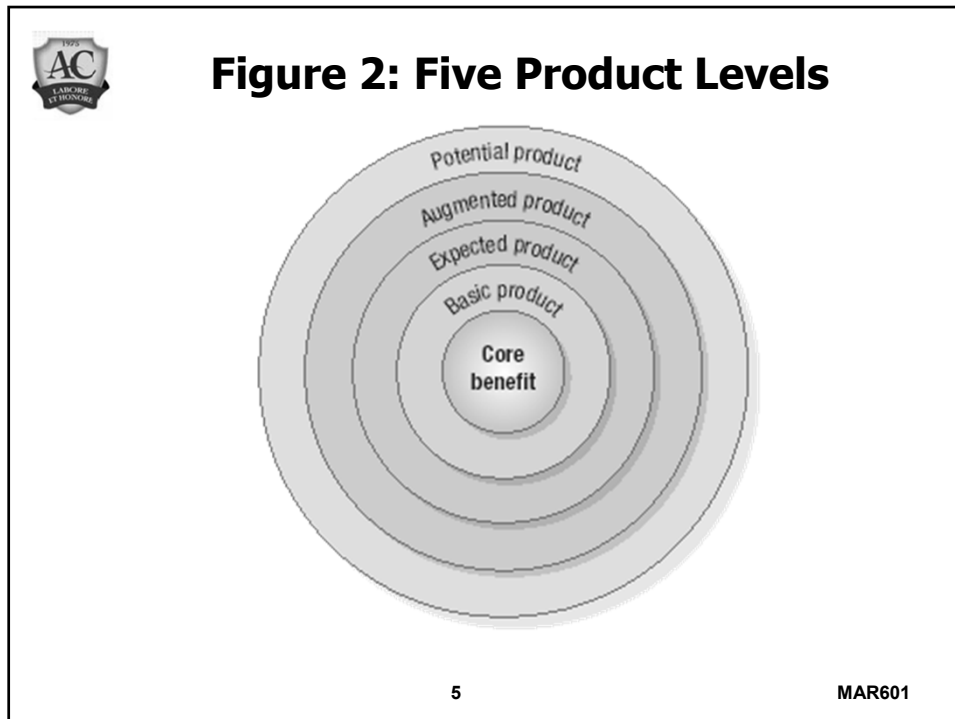 1975
AC
LABORE
ET HONORE
Figure 2: Five Product Levels
Potential product
Augmented product
Expected product
Basic product
Core
benefit
5
MAR601